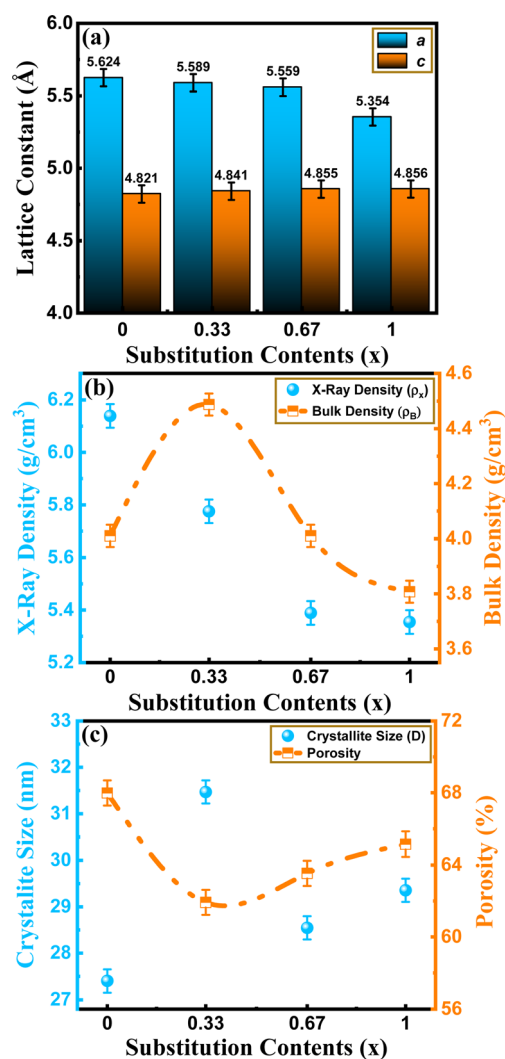 (a)
a
c
Lattice Constant (Å)
6.0
5.5
5.0
4.5
4.0
5.624
4.821
5.589
4.841
5.559
4.855
5.354
4.856
0 0.33 0.67 1
Substitution Contents (x)
(b)
X-Ray Density (ρx)
Bulk Density (ρB)
X-Ray Density (g/cm³)
6.2
6.0
5.8
5.6
5.4
5.2
Bulk Density (g/cm³)
4.6
4.4
4.2
4.0
3.8
3.6
0 0.33 0.67 1
Substitution Contents (x)
(c)
Crystallite Size (D)
Porosity
Crystalite Size (nm)
33
32
31
30
29
28
27
Porosity (%)
72
68
64
60
56
0 0.33 0.67 1
Substitution Contents (x)